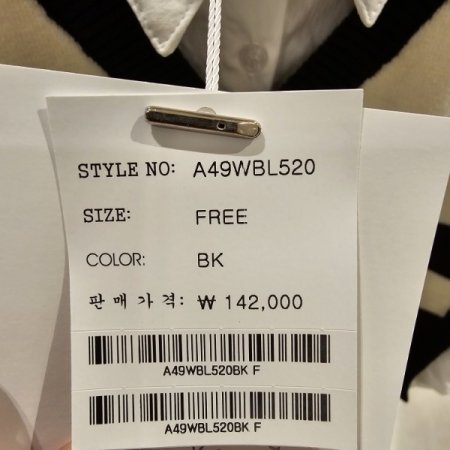 STYLE NO: A49WBL520
SIZE: FREE
COLOR: BK
판매가격: ₩ 142,000
A49WBL520BK F
A49WBL520BK F